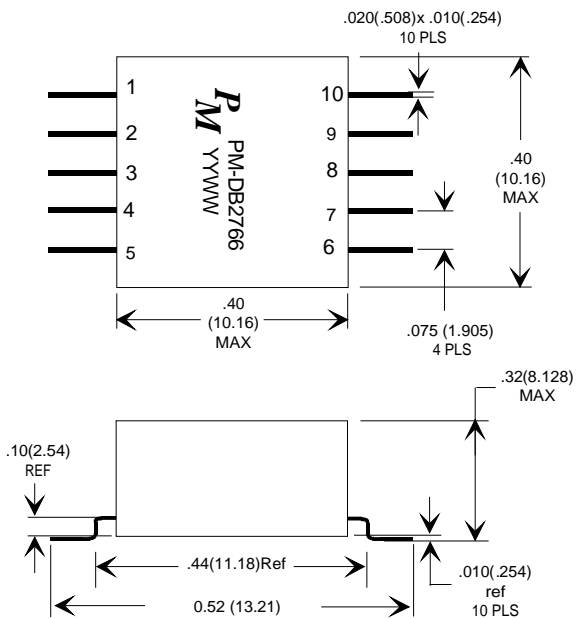 .020(.508)x .010(.254)
10 PLS
1
2
3
4
5
10
9
8
7
6
PM
PM-DB2766
YYWW
.40
(10.16)
MAX
.40
(10.16)
MAX
.075 (1.905)
4 PLS
.32(8.128)
MAX
.10(2.54)
REF
.44(11.18)Ref
0.52 (13.21)
.010(.254)
ref
10 PLS